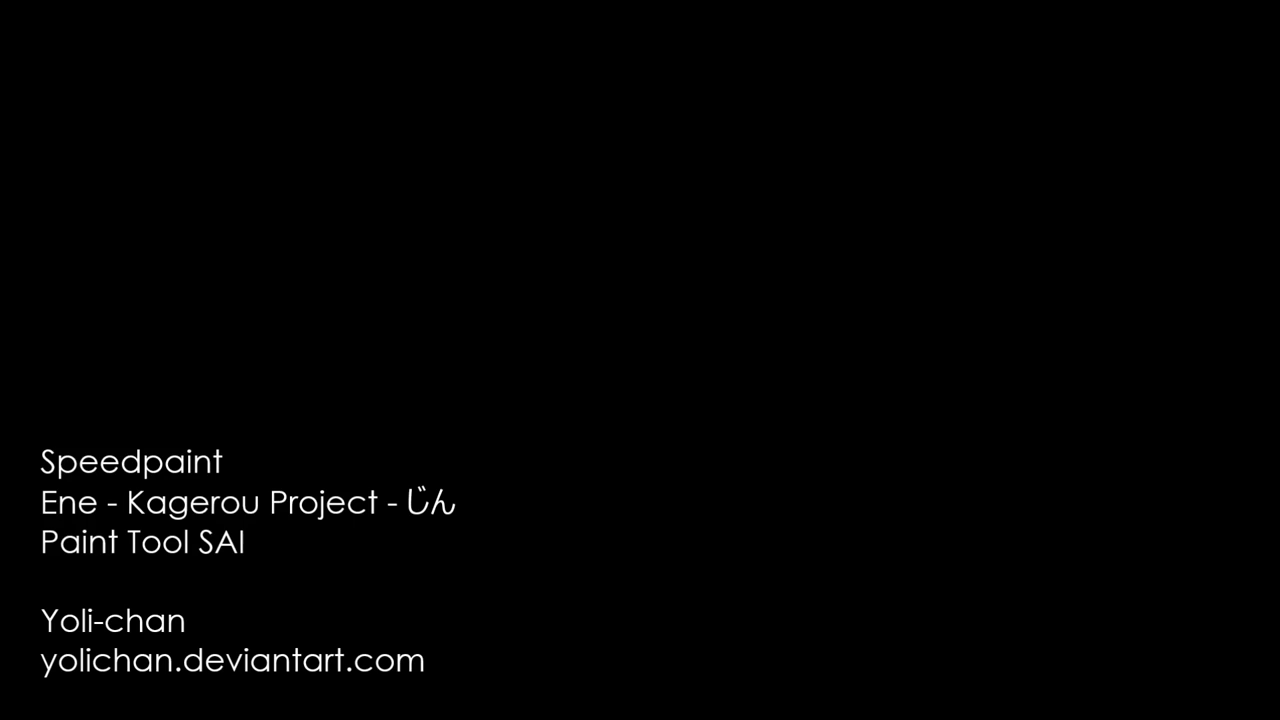 Speedpaint
Ene - Kagerou Project - じん
Paint Tool SAI
Yoli-chan
yolichan.deviantart.com